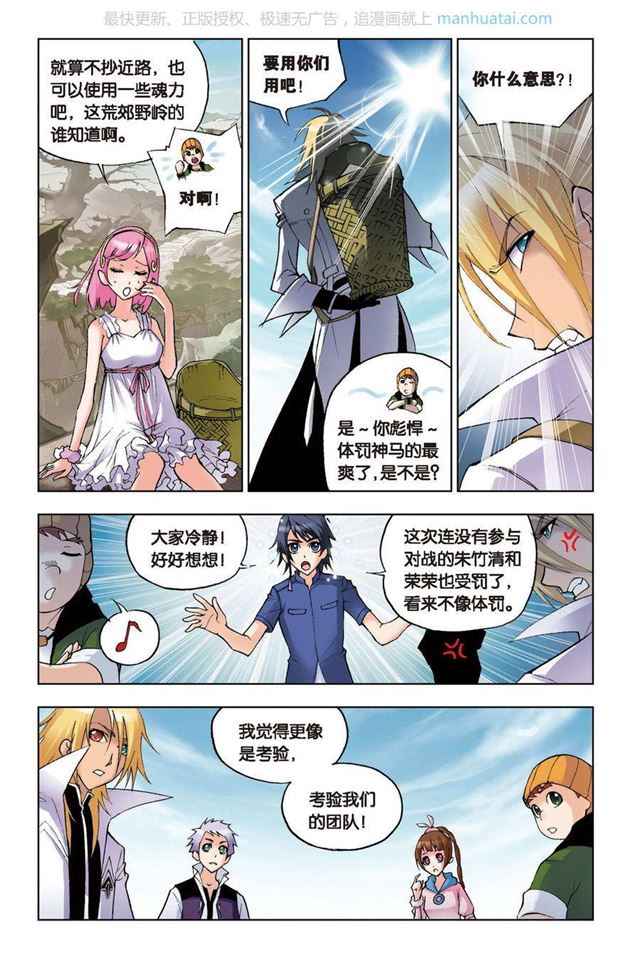 最快更新、正版授权、极速无广告，追漫画就上 manhuatai.com
就算不抄近路，也
可以使用一些魂力
吧，这荒郊野岭的
谁知道啊。
对啊！
要用你们
用吧！
你什么意思?!
是～你彪悍～
体罚神马的最
爽了，是不是？
大家冷静！
好好想想！
这次连没有参与
对战的朱竹清和
荣荣也受罚了，
看来不像体罚。
我觉得更像
是考验，
考验我们
的团队！